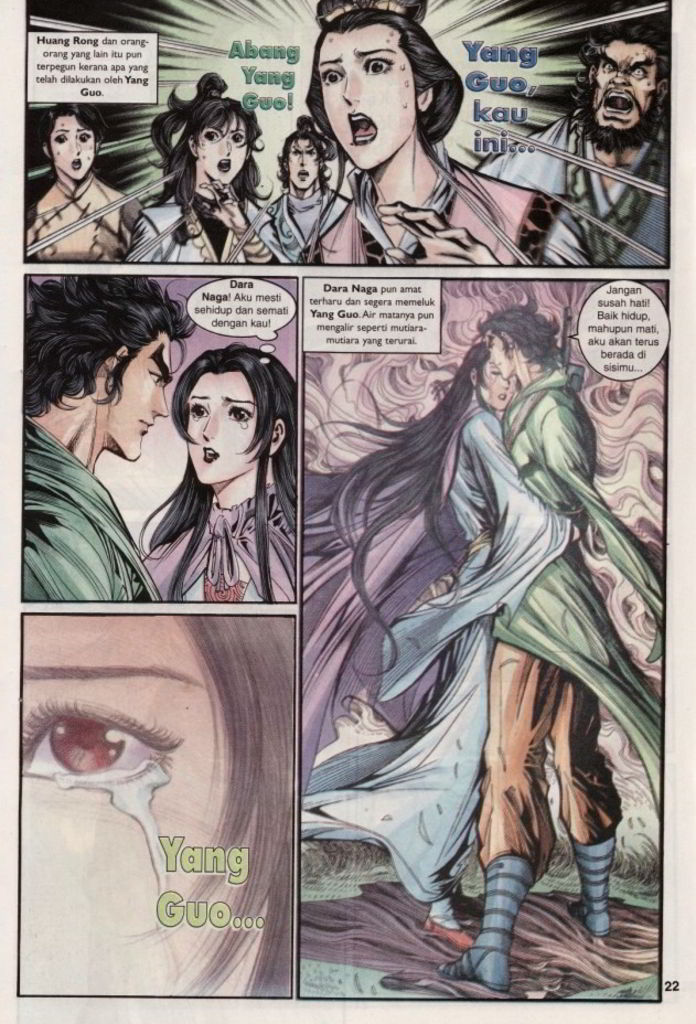 Huang Rong dan orang-
orang yang lain itu pun
terpegun kerana apa yang
telah dilakukan oleh Yang
Guo.
Abang
Yang
Guo!
Yang
Guo,
kau
ini...
Dara
Naga! Aku mesti
sehidup dan semati
dengan kau!
Dara Naga pun amat
terharu dan segera memeluk
Yang Guo. Air matanya pun
mengalir seperti mutiara-
mutiara yang terurai.
Jangan
susah hati!
Baik hidup,
mahupun mati,
aku akan terus
berada di
sisimu...
Yang
Guo...
22